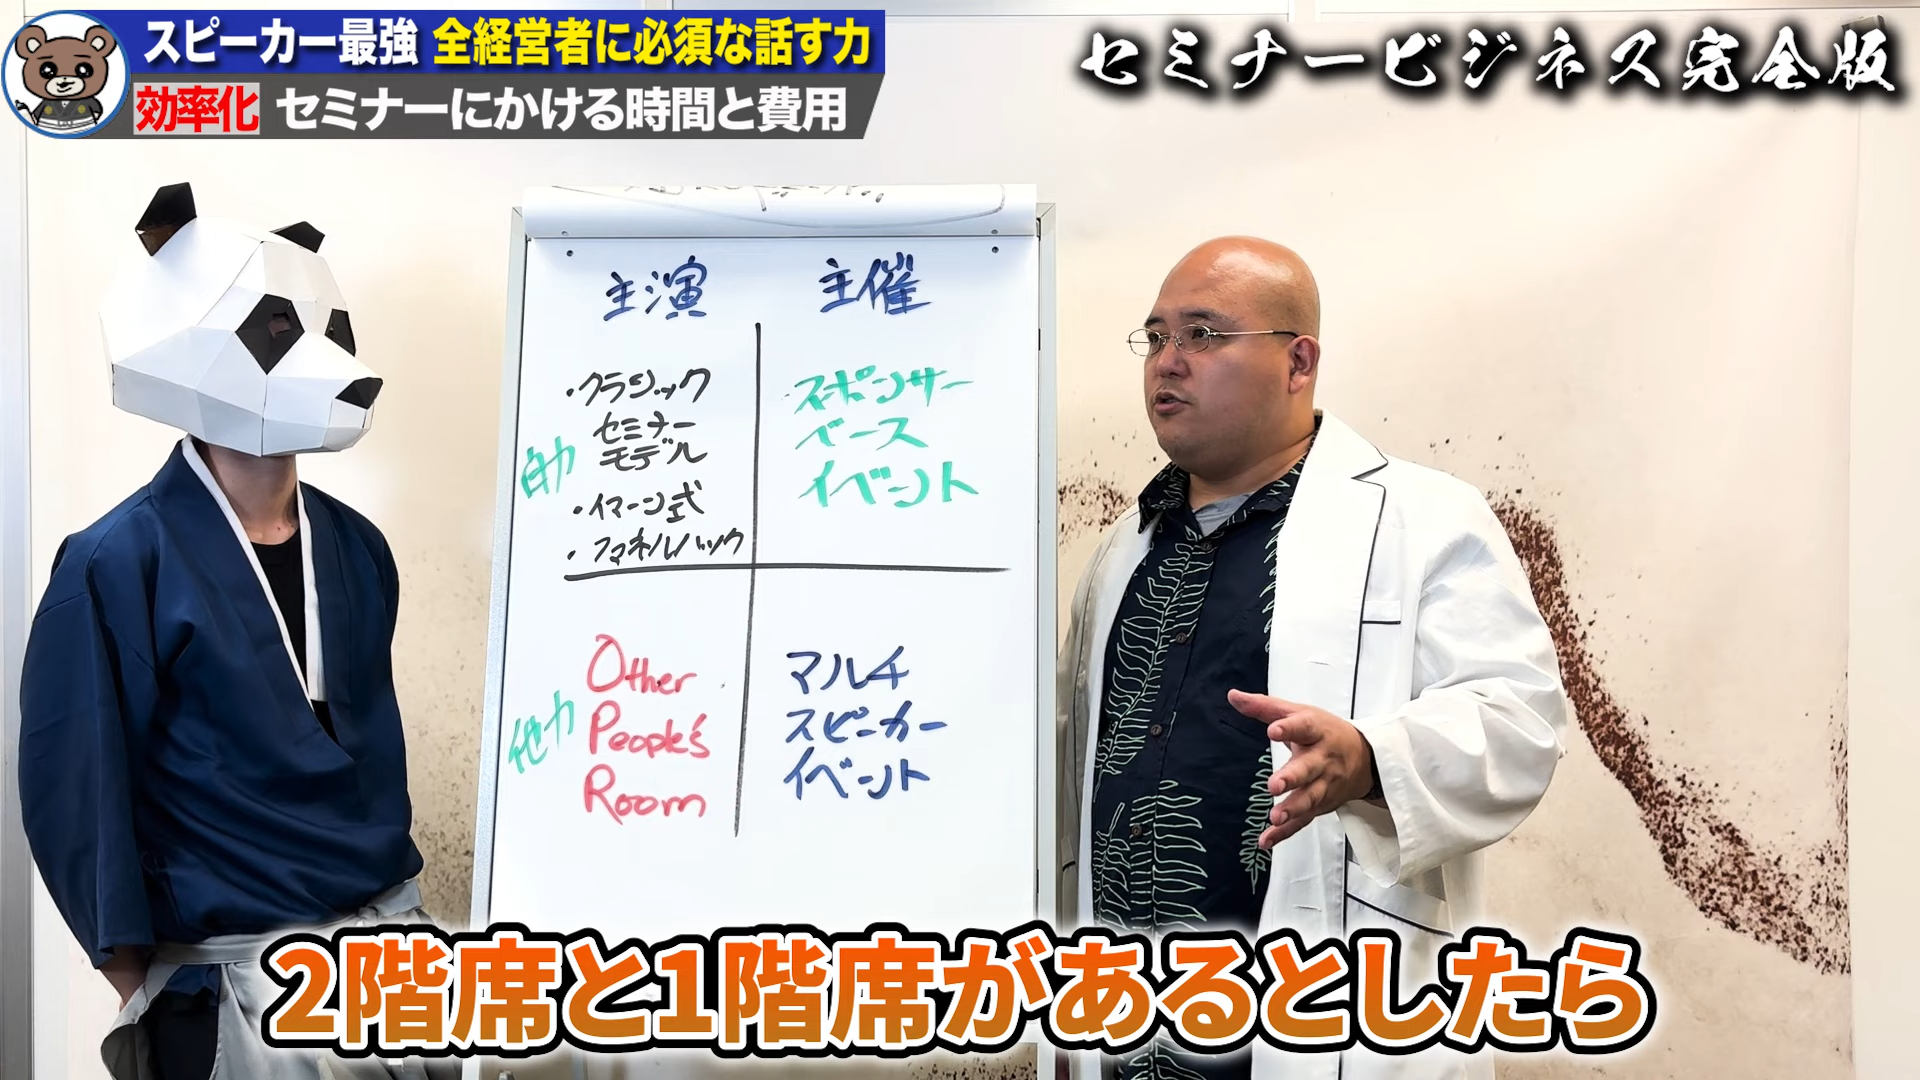 スピーカー最強 全経営者に必須な話す力
効率化 セミナーにかける時間と費用
セミナービジネス完全版
主演
主催
自力
・クラシック
セミナー
モデル
・イマーン式
・ファネルハック
スポンサー
ベース
イベント
他力
Other
People's
Room
マルチ
スピーカー
イベント
2階席と1階席があるとしたら